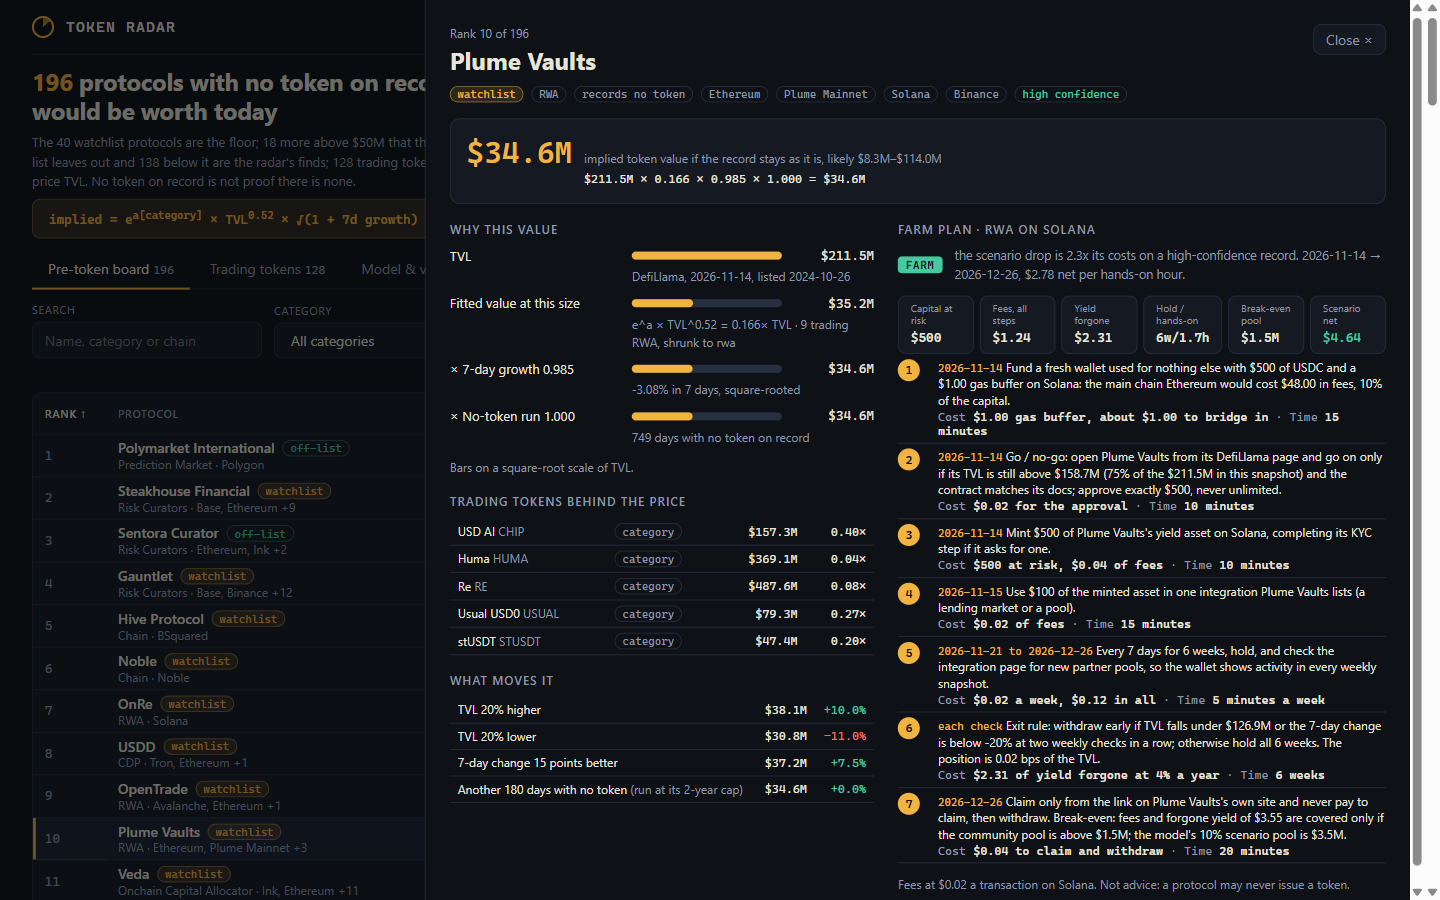 TOKEN RADAR
196 protocols with no token on reco
would be worth today
The 40 watchlist protocols are the floor; 18 more above $50M that th
list leaves out and 138 below it are the radar's finds; 128 trading toke
price TVL. No token on record is not proof there is none.
implied = e^a[category] × TVL^0.52 × √(1 + 7d growth)
Pre-token board 196
Trading tokens 128
Model & v
SEARCH
CATEGORY
Name, category or chain
All categories
RANK ↑
PROTOCOL
1
Polymarket International off-list
Prediction Market · Polygon
2
Steakhouse Financial watchlist
Risk Curators · Base, Ethereum +9
3
Sentora Curator off-list
Risk Curators · Ethereum, Ink +2
4
Gauntlet watchlist
Risk Curators · Base, Binance +12
5
Hive Protocol watchlist
Chain · BSquared
6
Noble watchlist
Chain · Noble
7
OnRe watchlist
RWA · Solana
8
USDD watchlist
CDP · Tron, Ethereum +1
9
OpenTrade watchlist
RWA · Avalanche, Ethereum +1
10
Plume Vaults watchlist
RWA · Ethereum, Plume Mainnet +3
11
Veda watchlist
Onchain Capital Allocator · Ink, Ethereum +11
Rank 10 of 196
Close ×
Plume Vaults
watchlist
RWA
records no token
Ethereum
Plume Mainnet
Solana
Binance
high confidence
$34.6M
implied token value if the record stays as it is, likely $8.3M–$114.0M
$211.5M × 0.166 × 0.985 × 1.000 = $34.6M
WHY THIS VALUE
TVL
$211.5M
DefiLlama, 2026-11-14, listed 2024-10-26
Fitted value at this size
$35.2M
e^a × TVL^0.52 = 0.166× TVL · 9 trading
RWA, shrunk to rwa
× 7-day growth 0.985
$34.6M
-3.08% in 7 days, square-rooted
× No-token run 1.000
$34.6M
749 days with no token on record
Bars on a square-root scale of TVL.
TRADING TOKENS BEHIND THE PRICE
USD AI CHIP category $157.3M 0.40×
Huma HUMA category $369.1M 0.04×
Re RE category $487.6M 0.08×
Usual USD0 USUAL category $79.3M 0.27×
stUSDT STUSDT category $47.4M 0.20×
WHAT MOVES IT
TVL 20% higher $38.1M +10.0%
TVL 20% lower $30.8M −11.0%
7-day change 15 points better $37.2M +7.5%
Another 180 days with no token (run at its 2-year cap) $34.6M +0.0%
FARM PLAN · RWA ON SOLANA
FARM
the scenario drop is 2.3x its costs on a high-confidence record. 2026-11-14 →
2026-12-26, $2.78 net per hands-on hour.
Capital at
risk
$500
Fees, all
steps
$1.24
Yield
forgone
$2.31
Hold /
hands-on
6w/1.7h
Break-even
pool
$1.5M
Scenario
net
$4.64
1
2026-11-14 Fund a fresh wallet used for nothing else with $500 of USDC and a
$1.00 gas buffer on Solana: the main chain Ethereum would cost $48.00 in fees, 10%
of the capital.
Cost $1.00 gas buffer, about $1.00 to bridge in · Time 15
minutes
2
2026-11-14 Go / no-go: open Plume Vaults from its DefiLlama page and go on only
if its TVL is still above $158.7M (75% of the $211.5M in this snapshot) and the
contract matches its docs; approve exactly $500, never unlimited.
Cost $0.02 for the approval · Time 10 minutes
3
2026-11-14 Mint $500 of Plume Vaults's yield asset on Solana, completing its KYC
step if it asks for one.
Cost $500 at risk, $0.04 of fees · Time 10 minutes
4
2026-11-15 Use $100 of the minted asset in one integration Plume Vaults lists (a
lending market or a pool).
Cost $0.02 of fees · Time 15 minutes
5
2026-11-21 to 2026-12-26 Every 7 days for 6 weeks, hold, and check the
integration page for new partner pools, so the wallet shows activity in every weekly
snapshot.
Cost $0.02 a week, $0.12 in all · Time 5 minutes a week
6
each check Exit rule: withdraw early if TVL falls under $126.9M or the 7-day change
is below -20% at two weekly checks in a row; otherwise hold all 6 weeks. The
position is 0.02 bps of the TVL.
Cost $2.31 of yield forgone at 4% a year · Time 6 weeks
7
2026-12-26 Claim only from the link on Plume Vaults's own site and never pay to
claim, then withdraw. Break-even: fees and forgone yield of $3.55 are covered only if
the community pool is above $1.5M; the model's 10% scenario pool is $3.5M.
Cost $0.04 to claim and withdraw · Time 20 minutes
Fees at $0.02 a transaction on Solana. Not advice: a protocol may never issue a token.